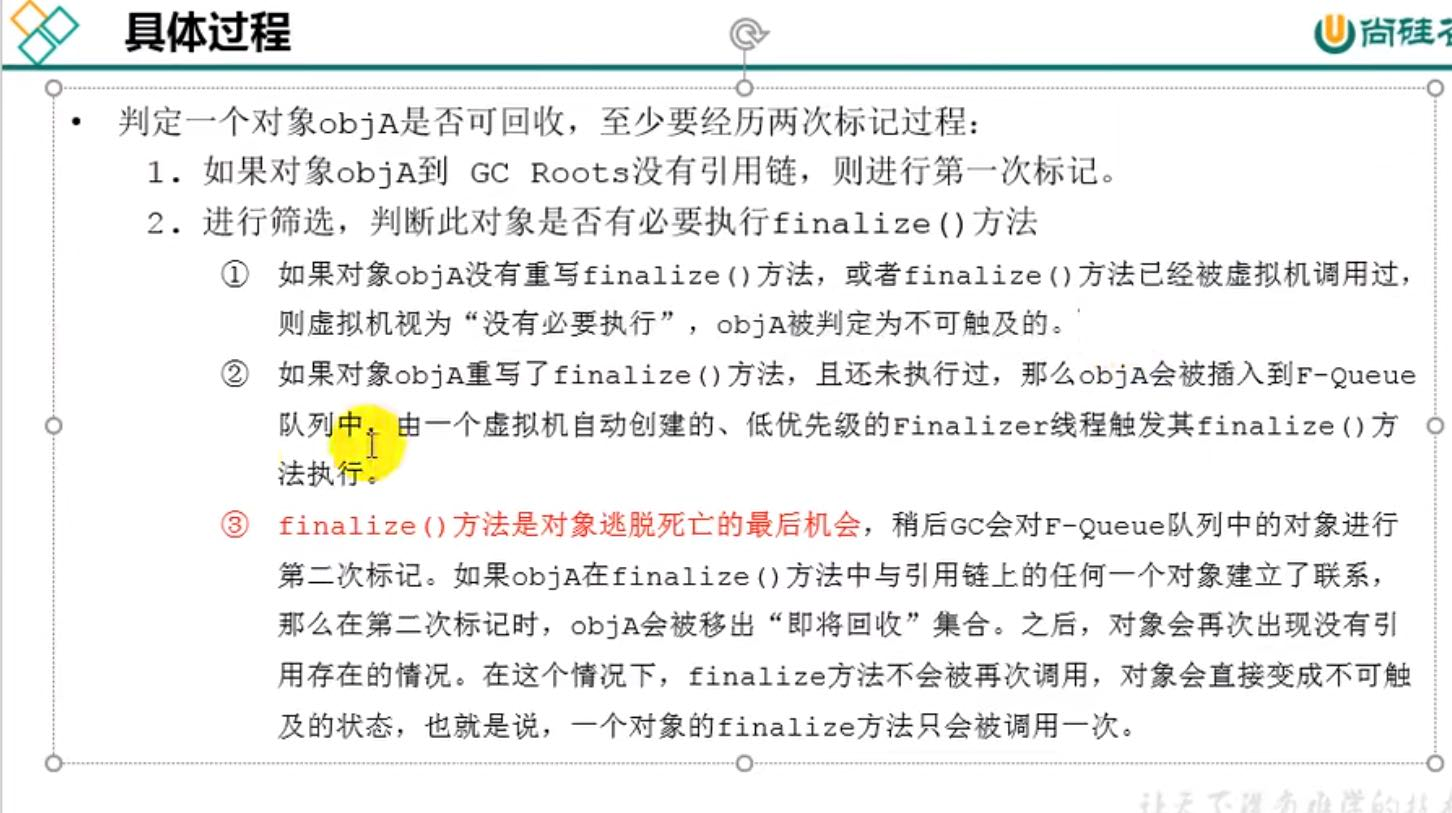 具体过程
尚硅谷
• 判定一个对象objA是否可回收，至少要经历两次标记过程：
1. 如果对象objA到 GC Roots没有引用链，则进行第一次标记。
2. 进行筛选，判断此对象是否有必要执行finalize()方法
① 如果对象objA没有重写finalize()方法，或者finalize()方法已经被虚拟机调用过，
则虚拟机视为“没有必要执行”，objA被判定为不可触及的。
② 如果对象objA重写了finalize()方法，且还未执行过，那么objA会被插入到F-Queue
队列中，由一个虚拟机自动创建的、低优先级的Finalizer线程触发其finalize()方
法执行。
③ finalize()方法是对象逃脱死亡的最后机会，稍后GC会对F-Queue队列中的对象进行
第二次标记。如果objA在finalize()方法中与引用链上的任何一个对象建立了联系，
那么在第二次标记时，objA会被移出“即将回收”集合。之后，对象会再次出现没有引
用存在的情况。在这个情况下，finalize方法不会被再次调用，对象会直接变成不可触
及的状态，也就是说，一个对象的finalize方法只会被调用一次。
让天下没有难学的技